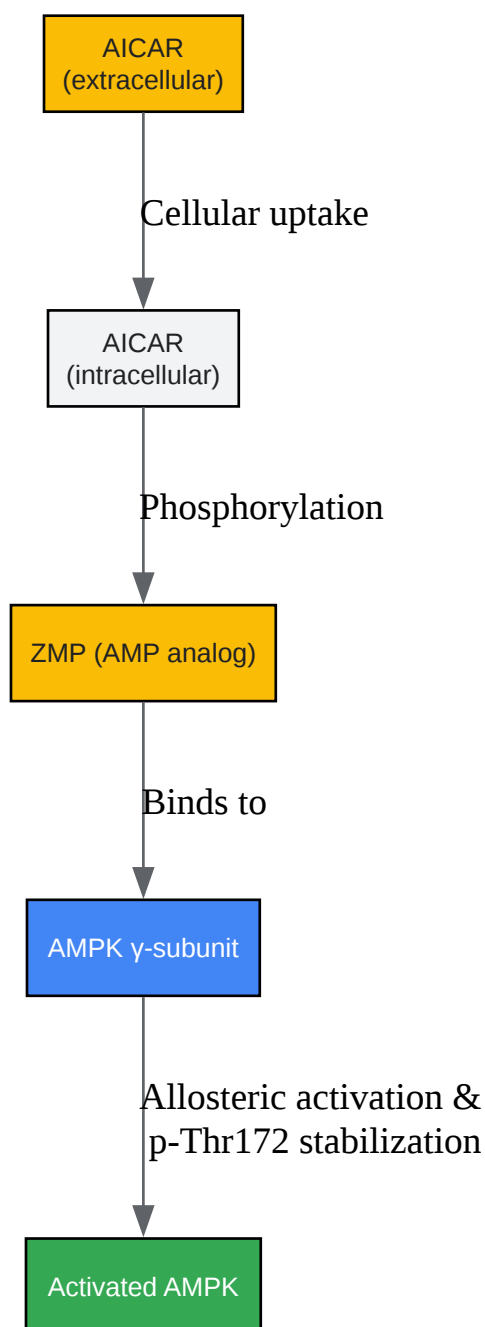 AICAR
(extracellular)
Cellular uptake
AICAR
(intracellular)
Phosphorylation
ZMP (AMP analog)
Binds to
AMPK γ-subunit
Allosteric activation &
p-Thr172 stabilization
Activated AMPK